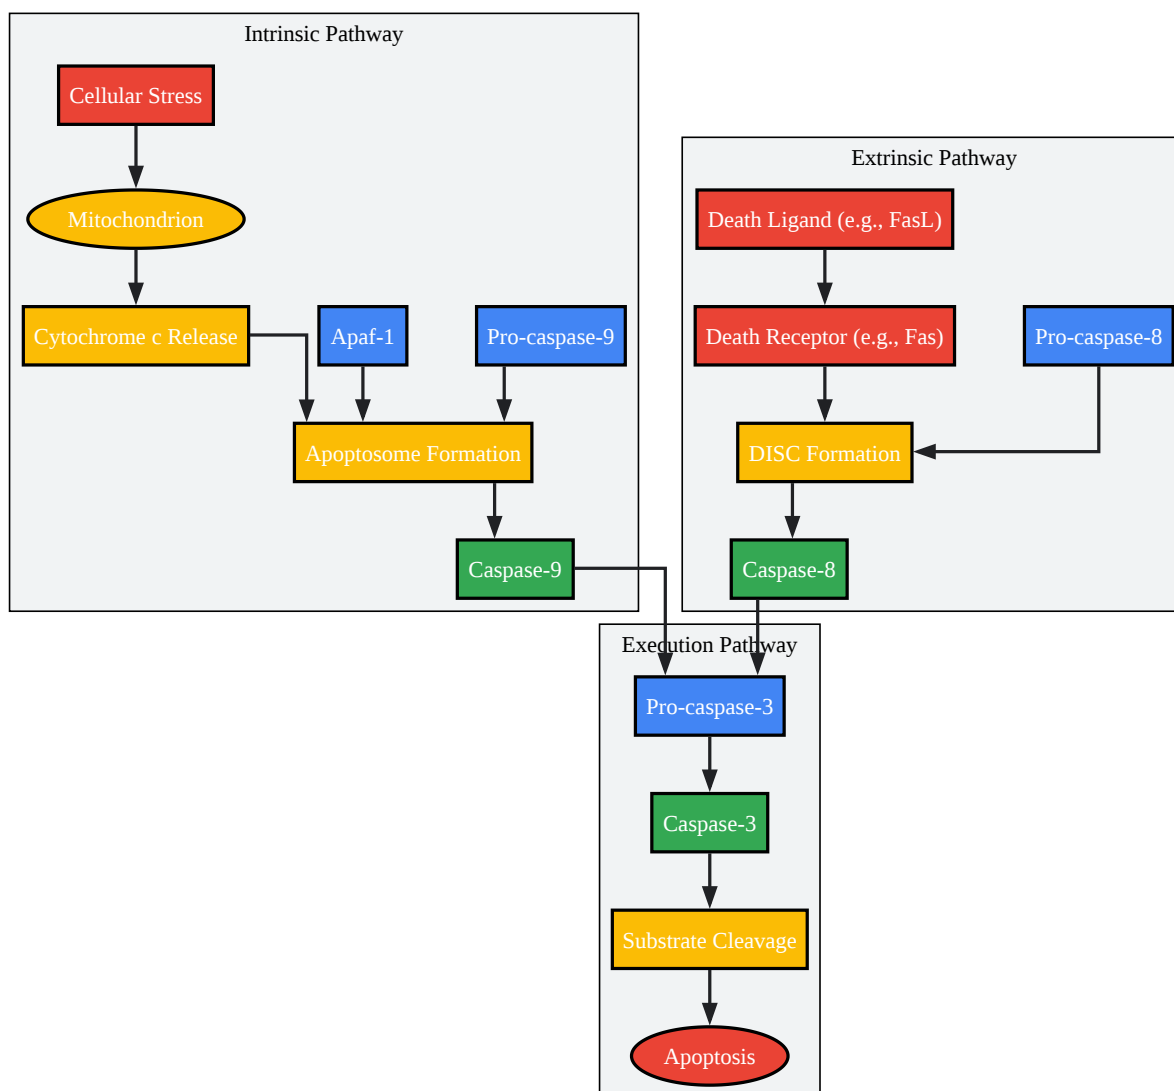 Intrinsic Pathway
Cellular Stress
Mitochondrion
Cytochrome c Release
Apaf-1
Pro-caspase-9
Apoptosome Formation
Caspase-9
Extrinsic Pathway
Death Ligand (e.g., FasL)
Death Receptor (e.g., Fas)
Pro-caspase-8
DISC Formation
Caspase-8
Execution Pathway
Pro-caspase-3
Caspase-3
Substrate Cleavage
Apoptosis